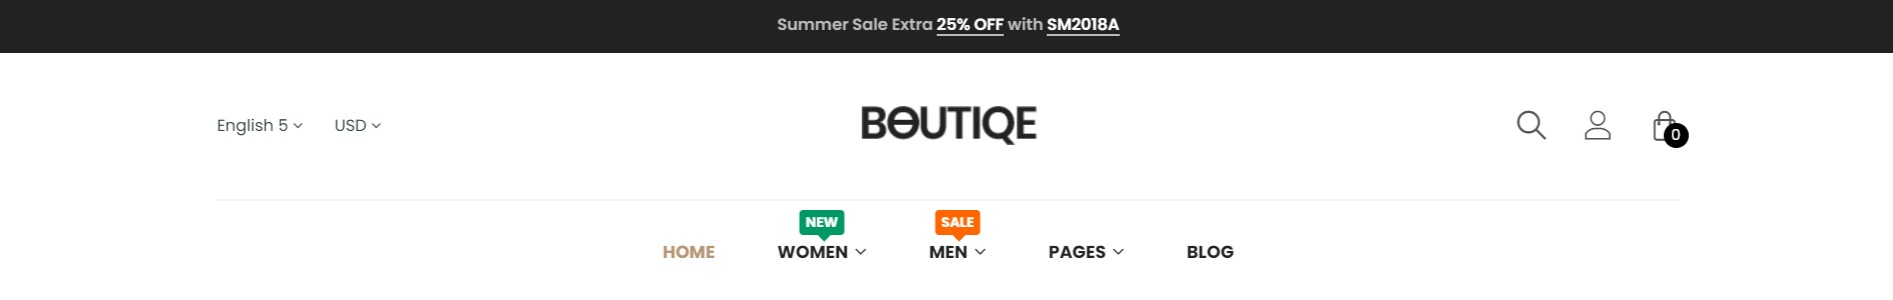 Summer Sale Extra 25% OFF with SM2018A
English 5 USD
BOUTIQE
0
NEW SALE
HOME WOMEN MEN PAGES BLOG